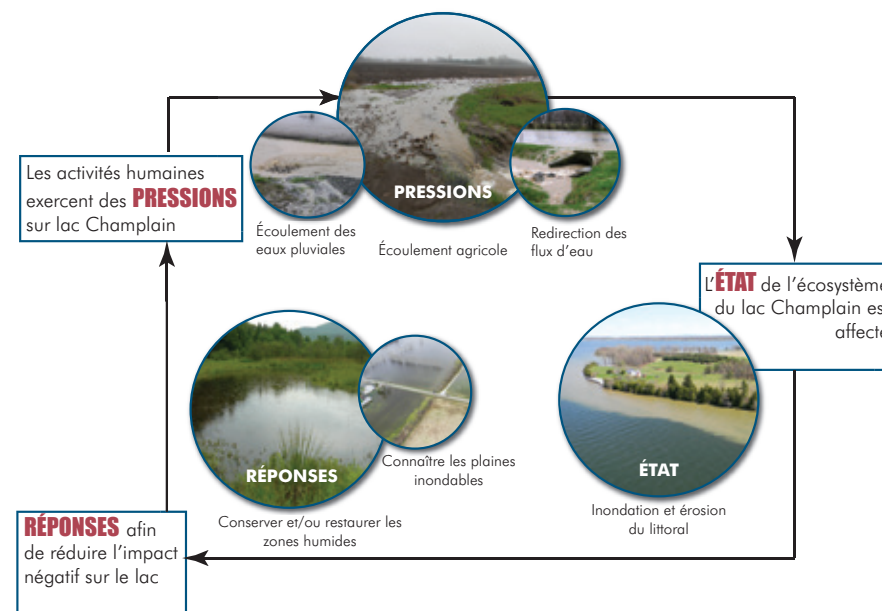 Les activités humaines
exercent des PRESSIONS
sur lac Champlain
PRESSIONS
Écoulement des
eaux pluviales
Écoulement agricole
Redirection des
flux d'eau
L'ÉTAT de l'écosystème
du lac Champlain es
affecté
ÉTAT
Inondation et érosion
du littoral
RÉPONSES
Connaître les plaines
inondables
Conserver et/ou restaurer les
zones humides
RÉPONSES afin
de réduire l'impact
négatif sur le lac